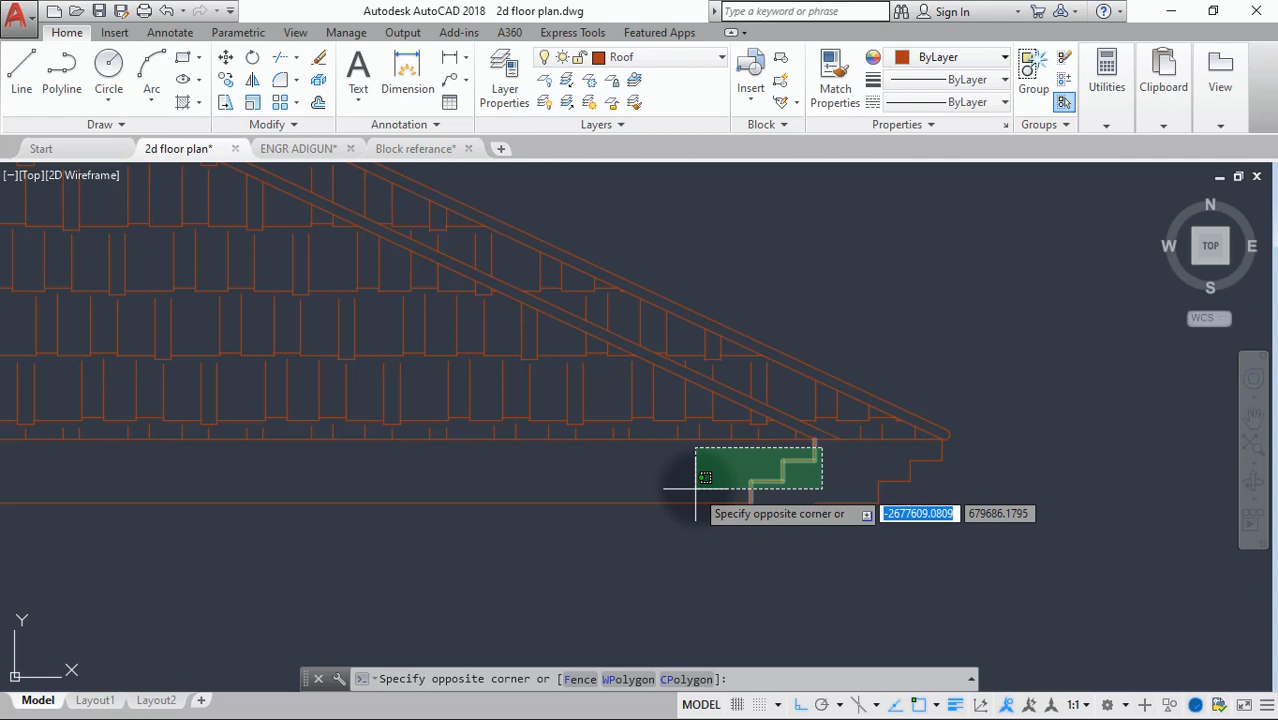 Autodesk AutoCAD 2018 2d floor plan.dwg
Type a keyword or phrase
Sign In
Home Insert Annotate Parametric View Manage Output Add-ins A360 Express Tools Featured Apps
Line
Polyline
Circle
Arc
Draw
Modify
Text
Dimension
Annotation
Layer
Properties
Roof
Layers
Insert
Block
Match
Properties
ByLayer
ByLayer
ByLayer
Properties
Group
Groups
Utilities
Clipboard
View
Start 2d floor plan* ENGR ADIGUN* Block referance*
[−][Top][2D Wireframe]
N
W TOP E
S
WCS
Specify opposite corner or -2677609.0809 679686.1795
Y
X
Specify opposite corner or [Fence WPolygon CPolygon]:
Model Layout1 Layout2
MODEL 1:1